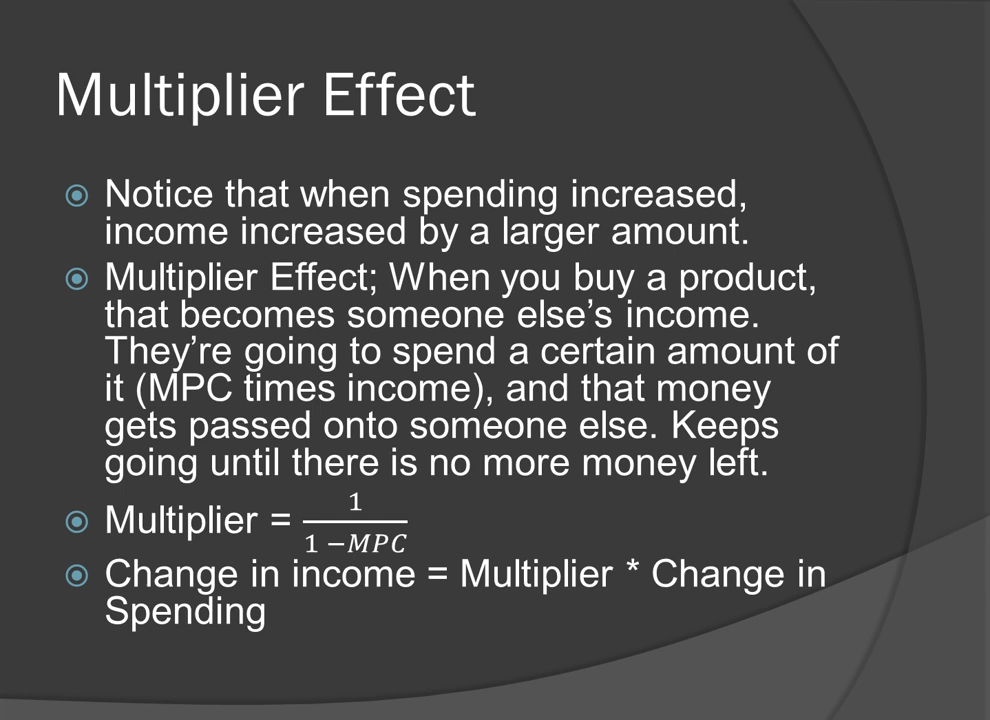 Multiplier Effect
Notice that when spending increased,
income increased by a larger amount.
Multiplier Effect; When you buy a product,
that becomes someone else’s income.
They’re going to spend a certain amount of
it (MPC times income), and that money
gets passed onto someone else. Keeps
going until there is no more money left.
Multiplier = 1 / (1 −MPC)
Change in income = Multiplier * Change in
Spending